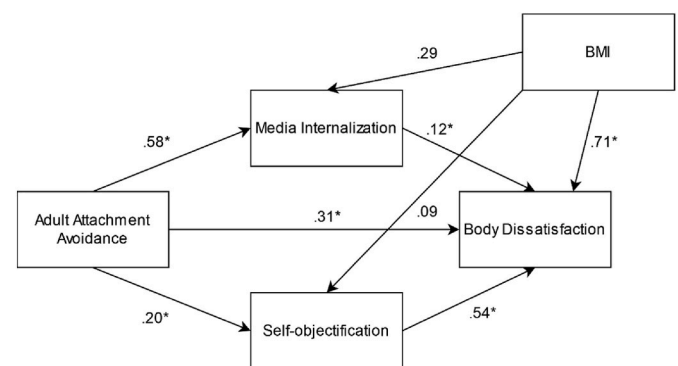 BMI
.29
Media Internalization
.58*
.12*
.71*
Adult Attachment
Avoidance
.31*
.09
Body Dissatisfaction
.20*
Self-objectification
.54*